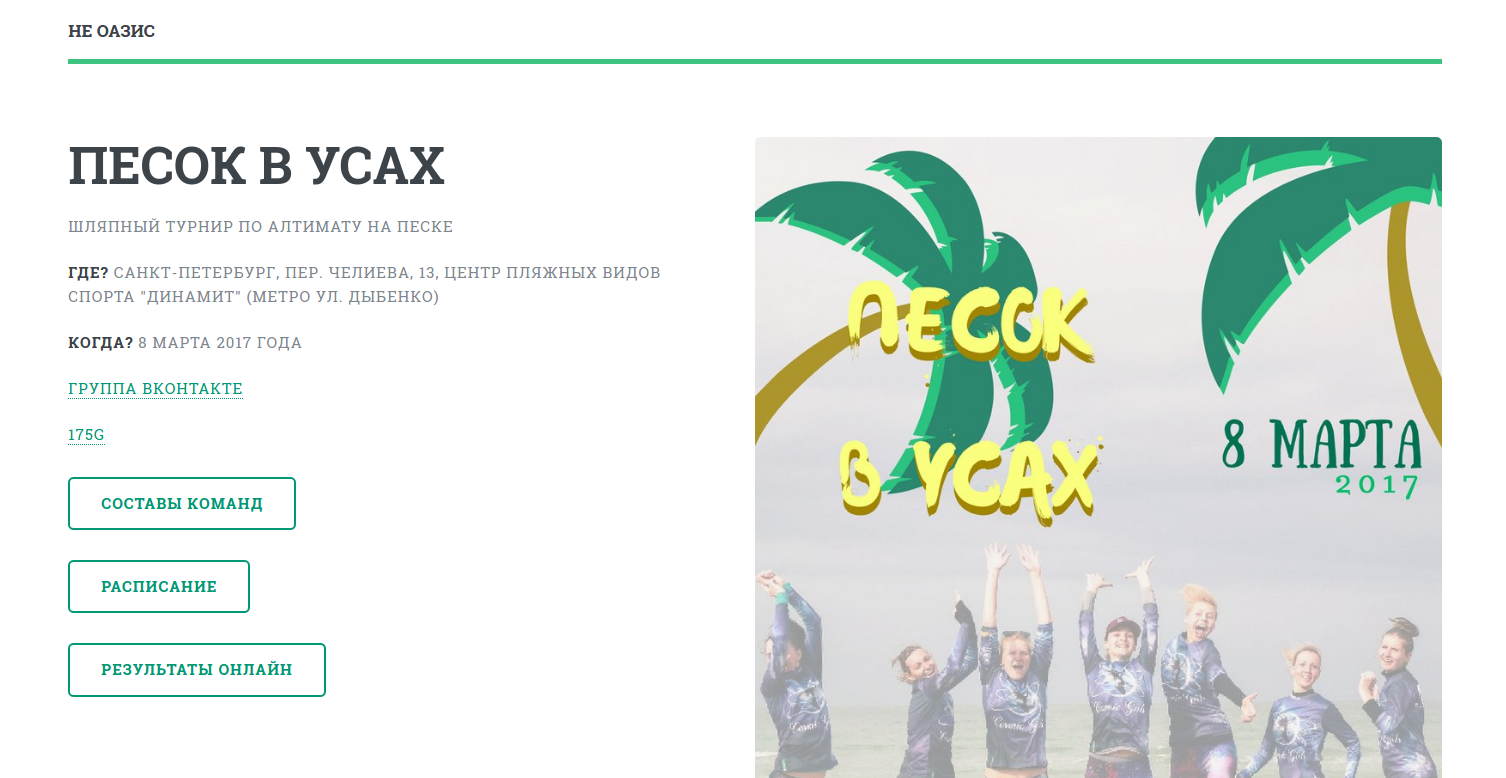 НЕ ОАЗИС
ПЕСОК В УСАХ
ШЛЯПНЫЙ ТУРНИР ПО АЛТИМАТУ НА ПЕСКЕ
ГДЕ? САНКТ-ПЕТЕРБУРГ, ПЕР. ЧЕЛИЕВА, 13, ЦЕНТР ПЛЯЖНЫХ ВИДОВ
СПОРТА "ДИНАМИТ" (МЕТРО УЛ. ДЫБЕНКО)
КОГДА? 8 МАРТА 2017 ГОДА
ГРУППА ВКОНТАКТЕ
175G
СОСТАВЫ КОМАНД
РАСПИСАНИЕ
РЕЗУЛЬТАТЫ ОНЛАЙН
ПЕСОК
В УСАХ
8 МАРТА
2017
Cosmic Girls